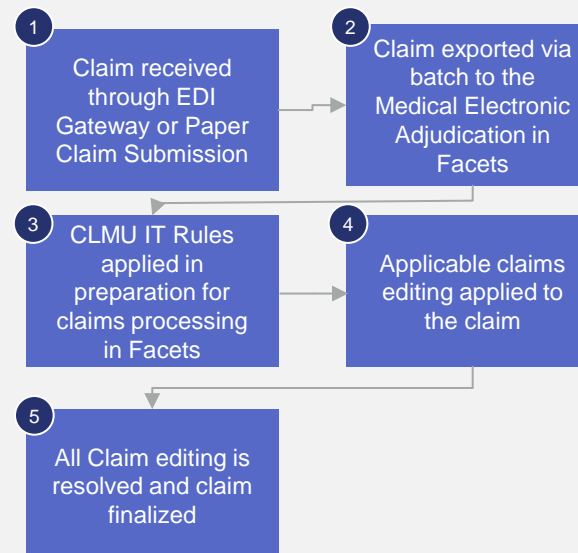 1
Claim received
through EDI
Gateway or Paper
Claim Submission
2
Claim exported via
batch to the
Medical Electronic
Adjudication in
Facets
3
CLMU IT Rules
applied in
preparation for
claims processing
in Facets
4
Applicable claims
editing applied to
the claim
5
All Claim editing is
resolved and claim
finalized